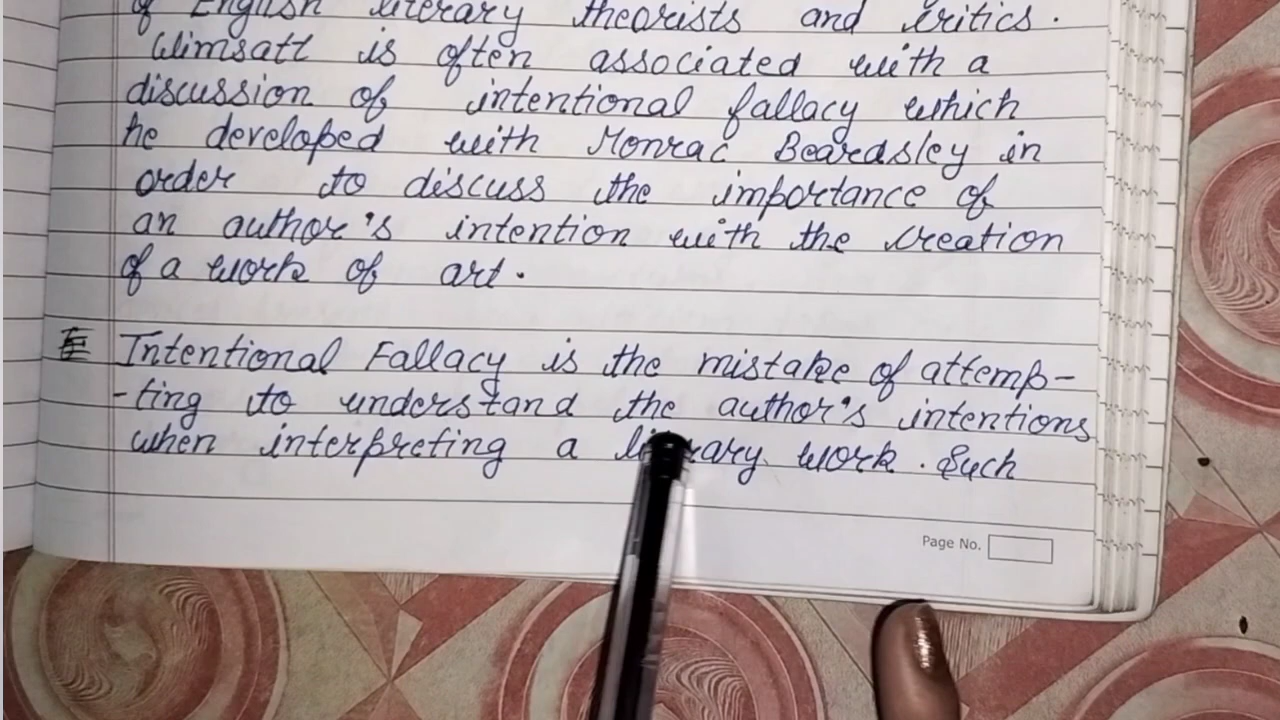 of English literary theorists and critics.
Wimsatt is often associated with a
discussion of intentional fallacy which
he developed with Monrac Beardsley in
order to discuss the importance of
an author's intention with the creation
of a work of art.
Intentional Fallacy is the mistake of attemp-
-ting to understand the author's intentions
when interpreting a work. Such
Page No.